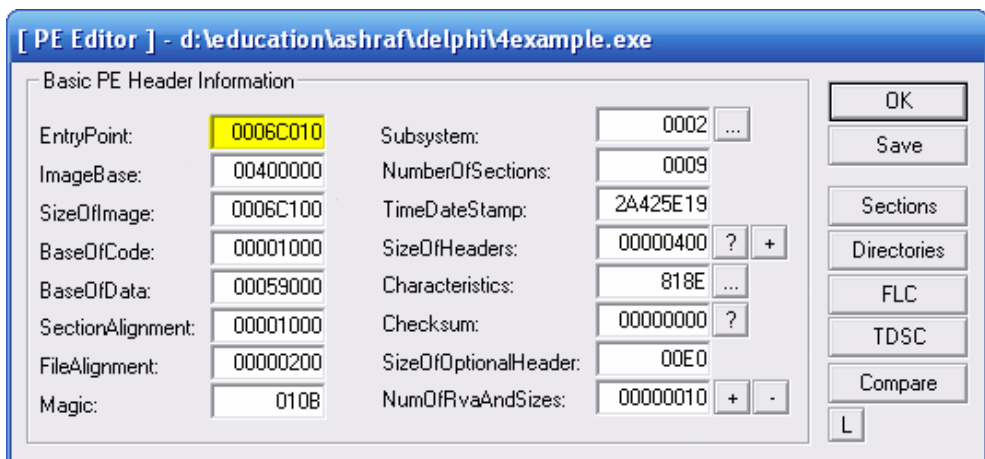 [ PE Editor ] - d:\education\ashraf\delphi\4example.exe
Basic PE Header Information
EntryPoint: 0006C010
ImageBase: 00400000
SizeOfImage: 0006C100
BaseOfCode: 00001000
BaseOfData: 00059000
SectionAlignment: 00001000
FileAlignment: 00000200
Magic: 010B
Subsystem: 0002 ...
NumberOfSections: 0009
TimeDateStamp: 2A425E19
SizeOfHeaders: 00000400 ? +
Characteristics: 818E ...
Checksum: 00000000 ?
SizeOfOptionalHeader: 00E0
NumOfRvaAndSizes: 00000010 + -
OK
Save
Sections
Directories
FLC
TDSC
Compare
L